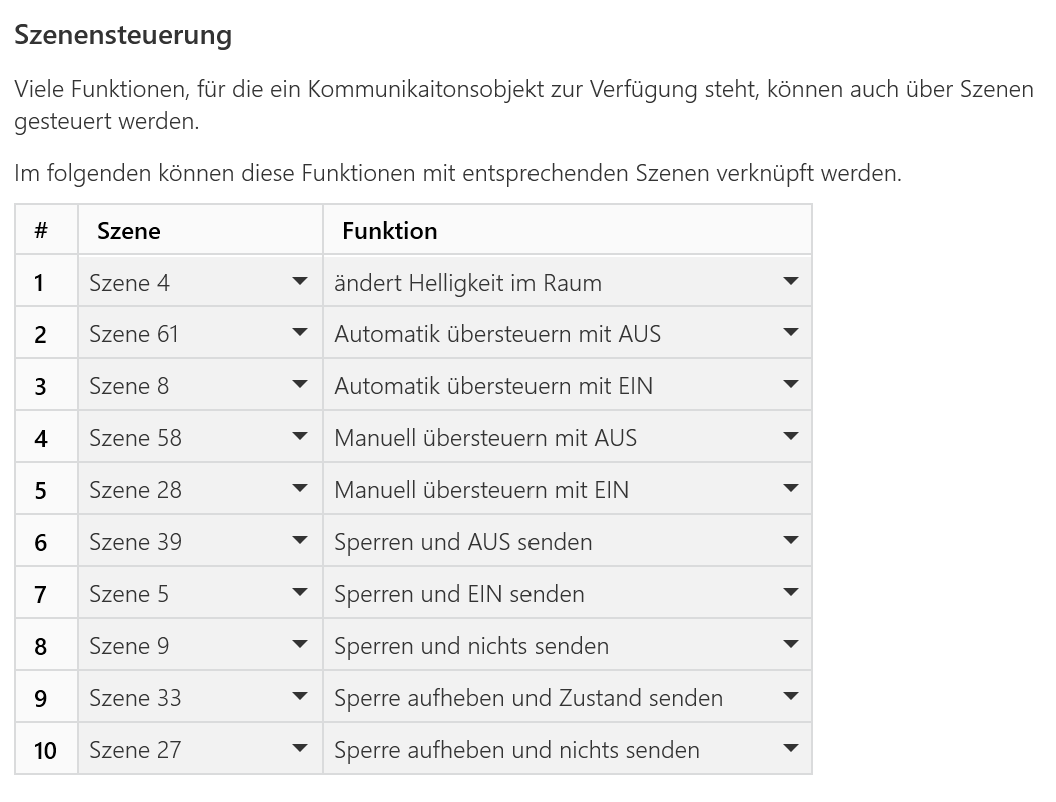 Szenensteuerung
Viele Funktionen, für die ein Kommunikaitonsobjekt zur Verfügung steht, können auch über Szenen
gesteuert werden.
Im folgenden können diese Funktionen mit entsprechenden Szenen verknüpft werden.
# Szene Funktion
1 Szene 4 ändert Helligkeit im Raum
2 Szene 61 Automatik übersteuern mit AUS
3 Szene 8 Automatik übersteuern mit EIN
4 Szene 58 Manuell übersteuern mit AUS
5 Szene 28 Manuell übersteuern mit EIN
6 Szene 39 Sperren und AUS senden
7 Szene 5 Sperren und EIN senden
8 Szene 9 Sperren und nichts senden
9 Szene 33 Sperre aufheben und Zustand senden
10 Szene 27 Sperre aufheben und nichts senden